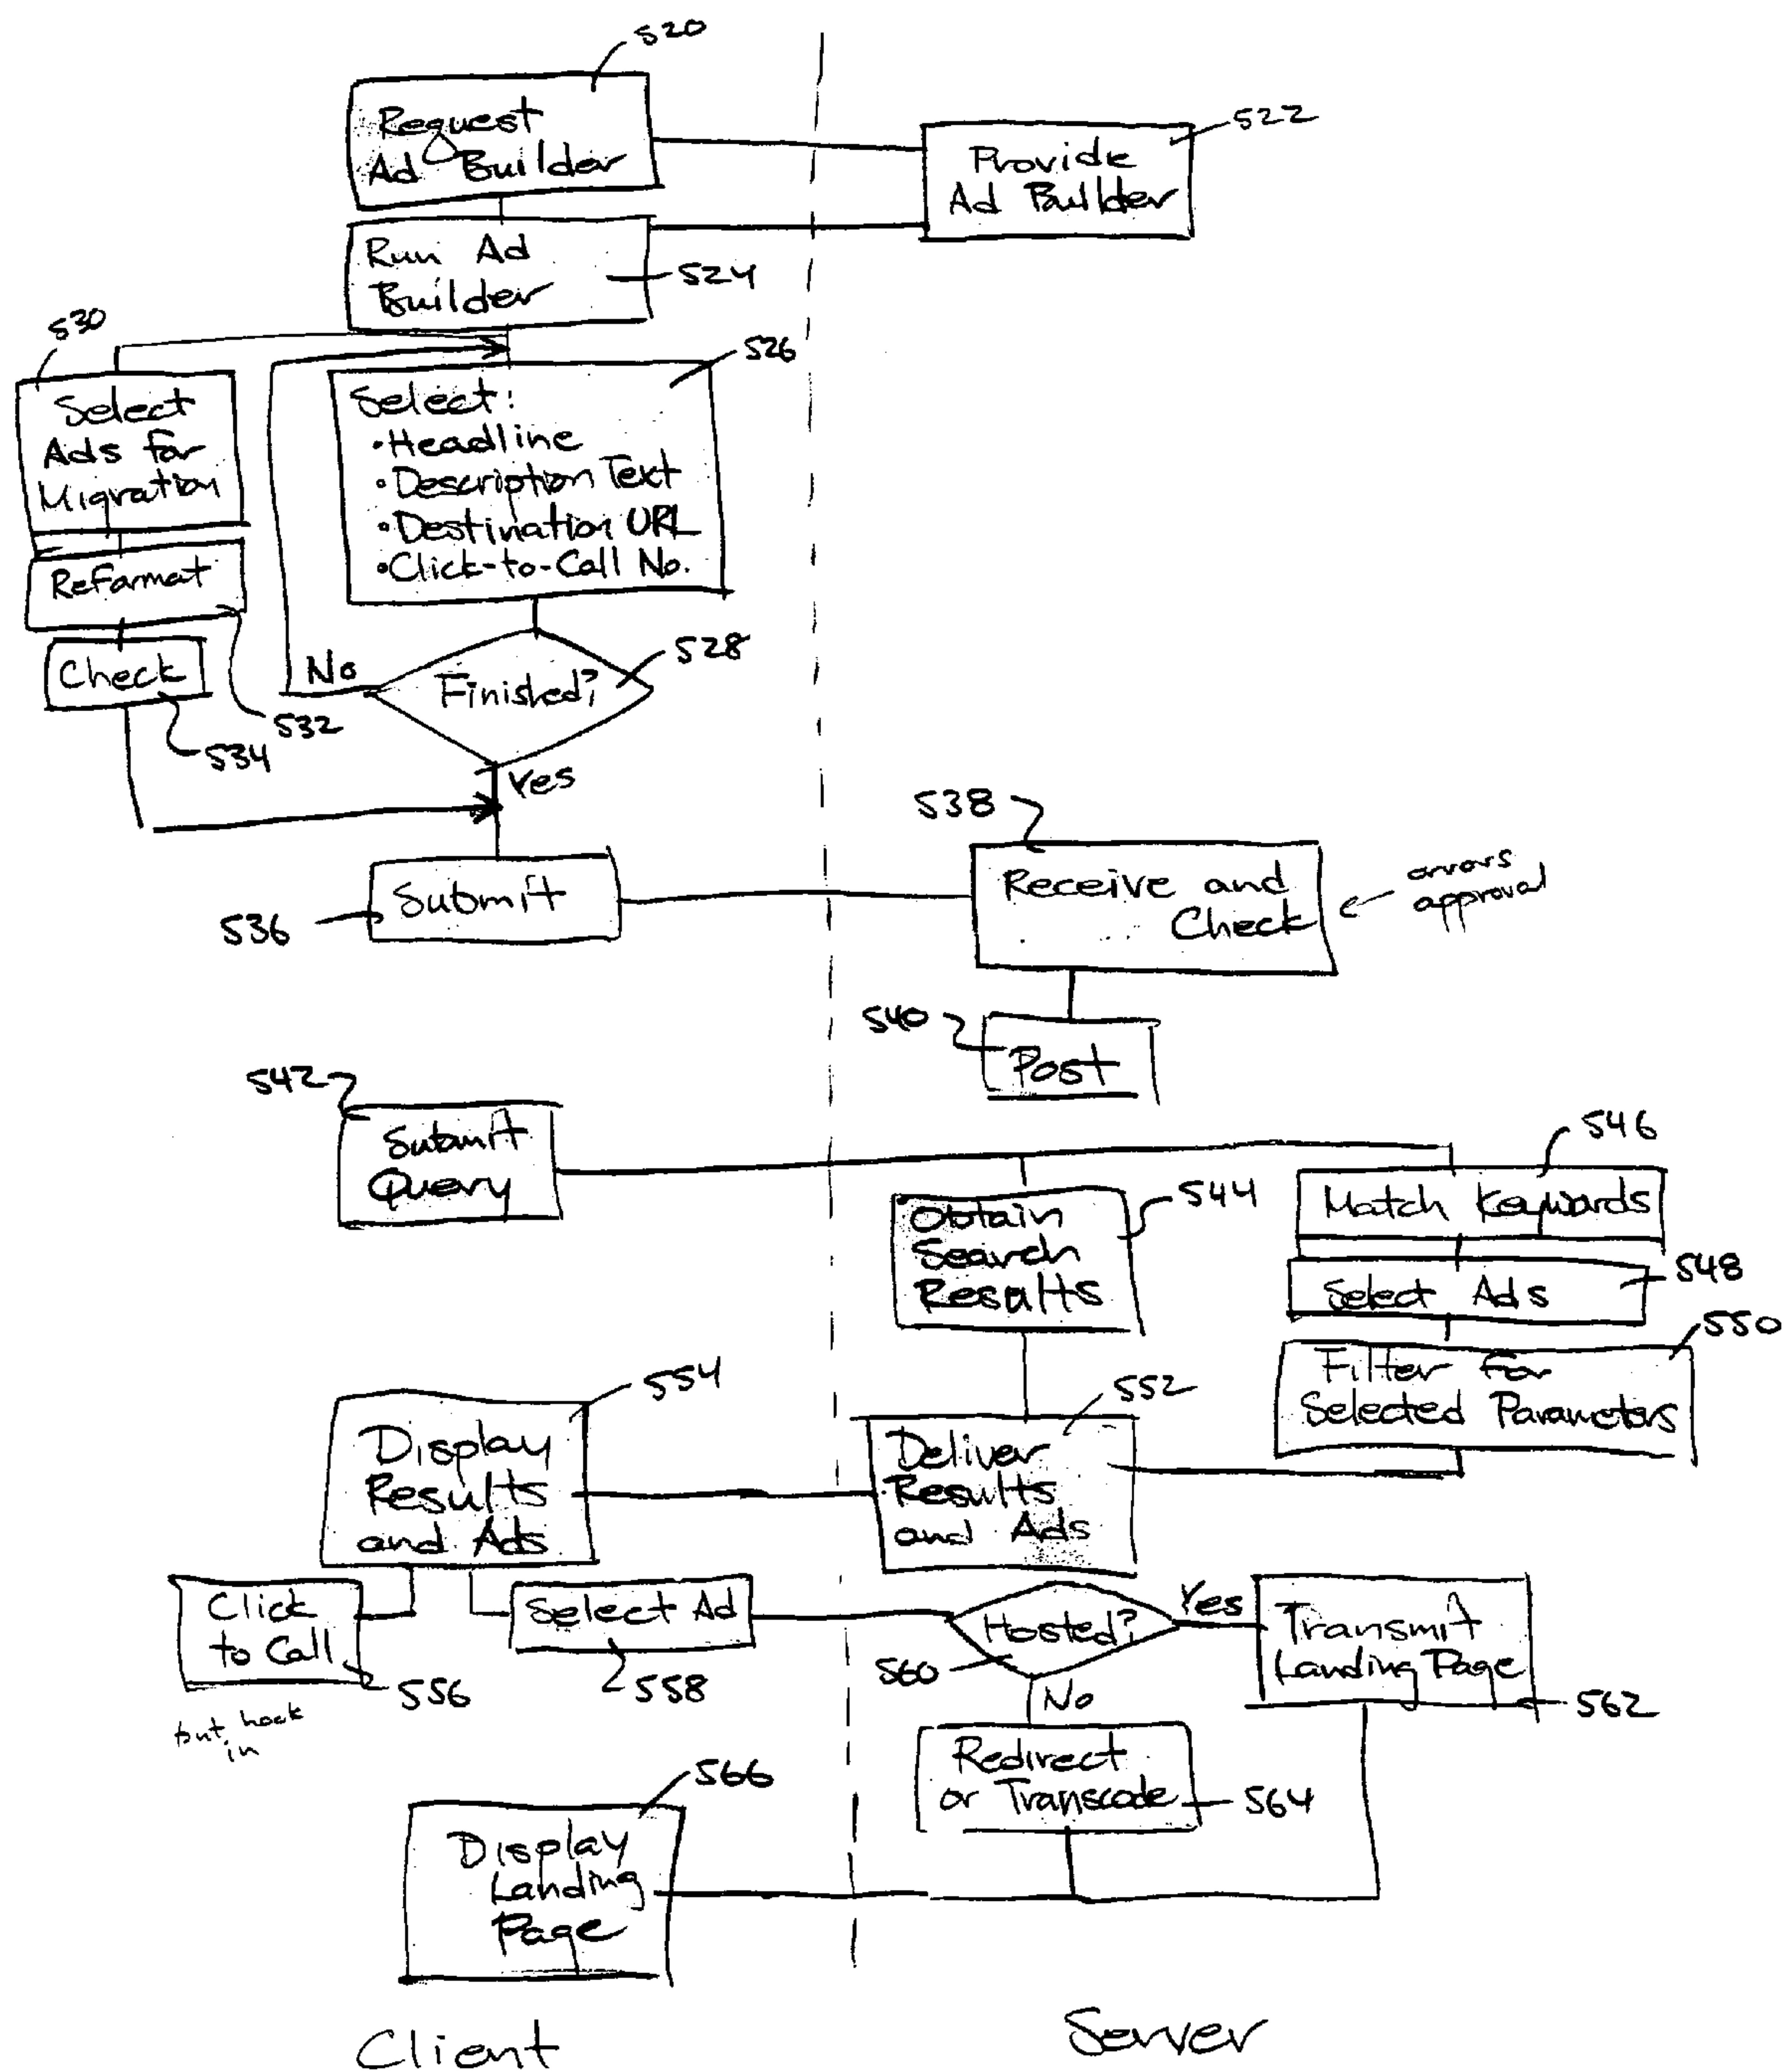 520
Request
Ad Builder
522
Provide
Ad Builder
Run Ad
Builder
524
530
Select
Ads for
Migration
526
Select:
•Headline
•Description Text
•Destination URL
•Click-to-Call No.
Reformat
Check
532
534
No
Finished?
528
Yes
536
Submit
538
Receive and
Check
errors
approval
540
Post
542
Submit
Query
544
Obtain
Search
Results
546
Match Keywords
Select Ads
548
550
Filter for
Selected Parameters
554
Display
Results
and Ads
552
Deliver
Results
and Ads
Click
to Call
556
Select Ad
558
Hosted?
560
Yes
Transmit
Landing Page
562
No
in
Redirect
or Transcode
564
566
Display
Landing
Page
Client
Server